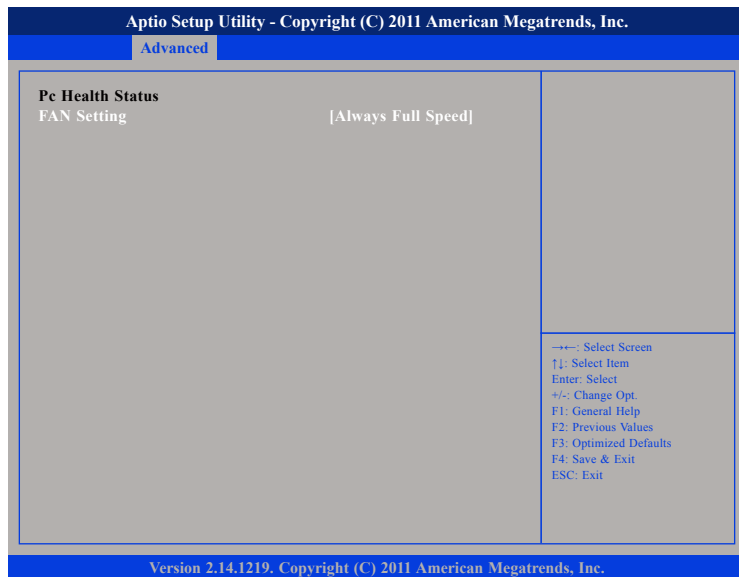 Aptio Setup Utility - Copyright (C) 2011 American Megatrends, Inc.
Advanced
Pc Health Status
FAN Setting [Always Full Speed]
→←: Select Screen
↑↓: Select Item
Enter: Select
+/-: Change Opt.
F1: General Help
F2: Previous Values
F3: Optimized Defaults
F4: Save & Exit
ESC: Exit
Version 2.14.1219. Copyright (C) 2011 American Megatrends, Inc.